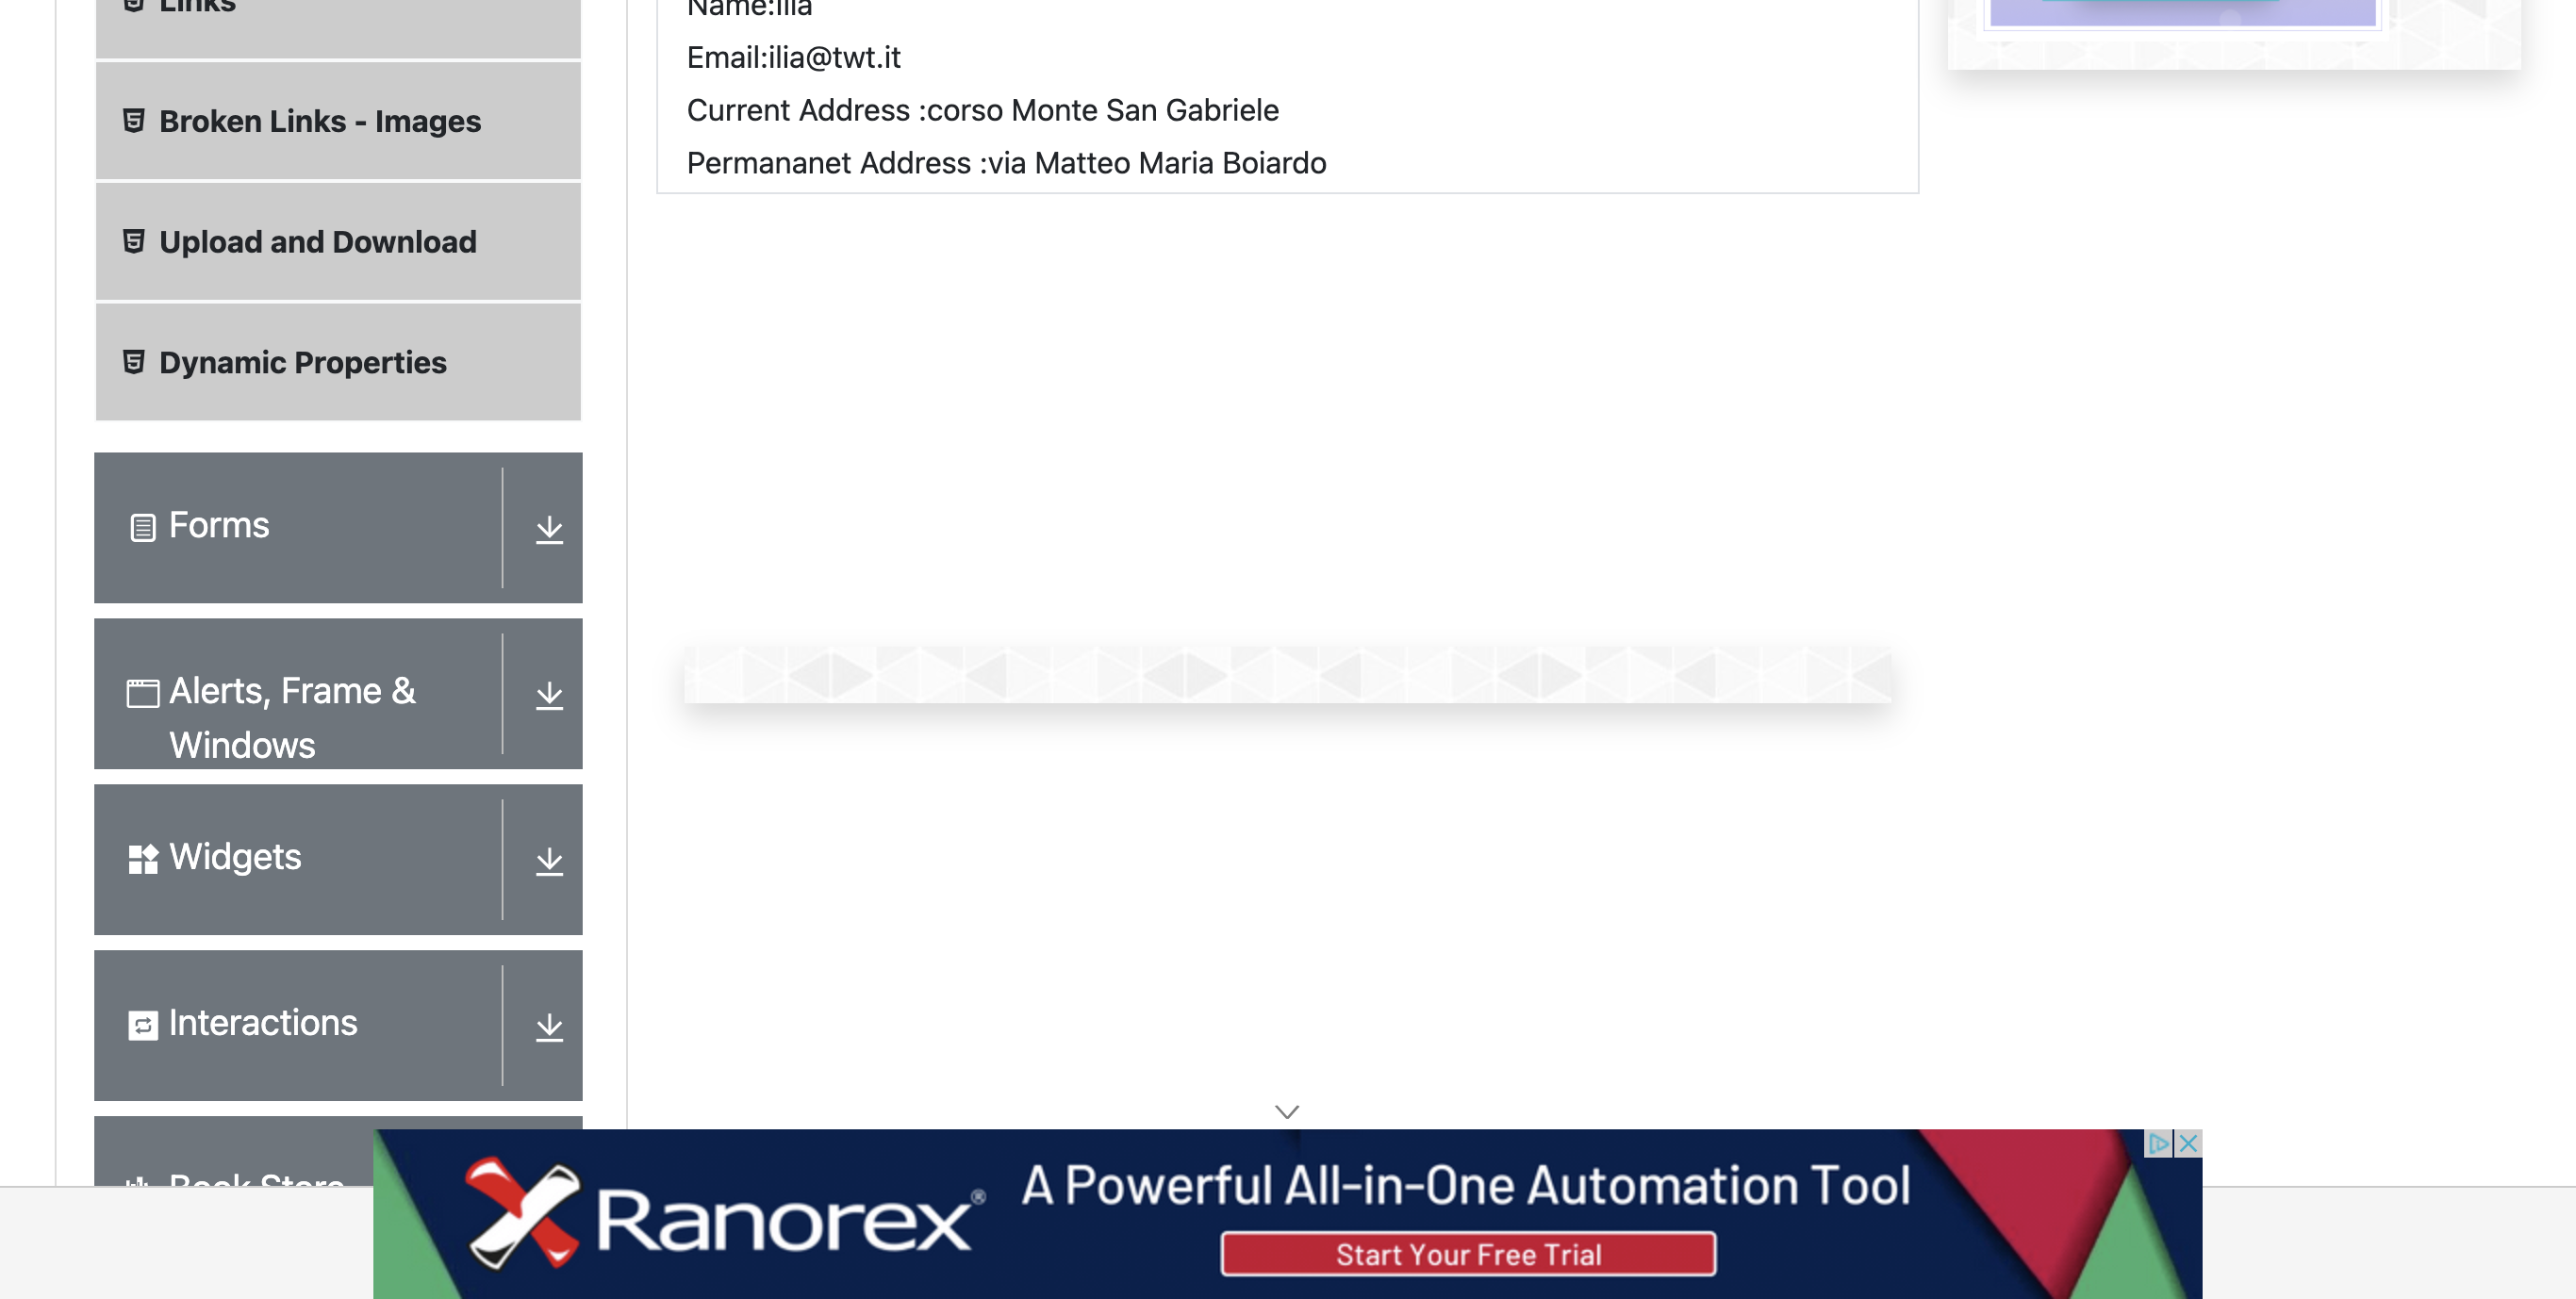 Links
Broken Links - Images
Upload and Download
Dynamic Properties
Forms
Alerts, Frame &
Windows
Widgets
Interactions
Book Store
Name:ilia
Email:ilia@twt.it
Current Address :corso Monte San Gabriele
Permananet Address :via Matteo Maria Boiardo
Ranorex®
A Powerful All-in-One Automation Tool
Start Your Free Trial